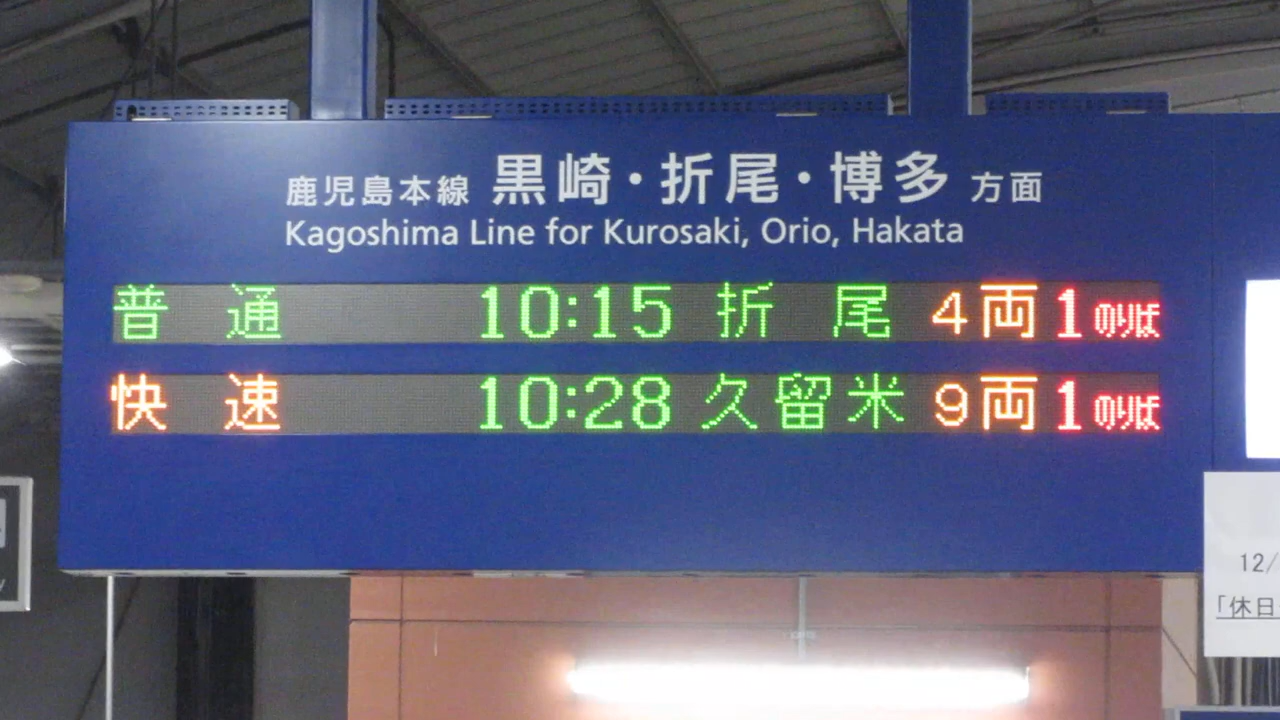 鹿児島本線 黒崎・折尾・博多 方面
Kagoshima Line for Kurosaki, Orio, Hakata
普通 10:15 折尾 4両 1のりば
快速 10:28 久留米 9両 1のりば
12/
「休日